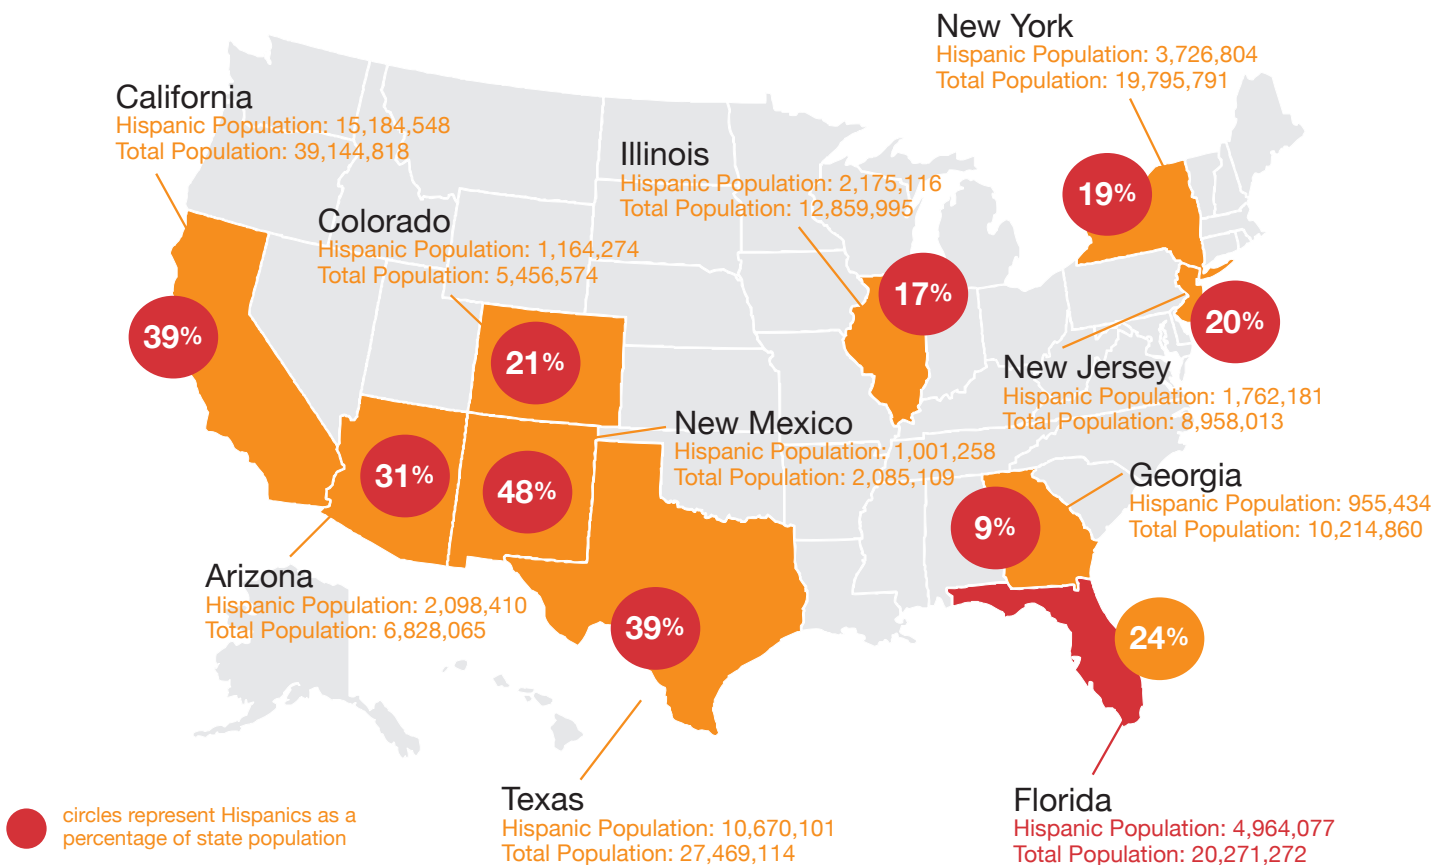 New York
Hispanic Population: 3,726,804
Total Population: 19,795,791
California
Hispanic Population: 15,184,548
Total Population: 39,144,818
Illinois
Hispanic Population: 2,175,116
Total Population: 12,859,995
19%
Colorado
Hispanic Population: 1,164,274
Total Population: 5,456,574
17%
39%
20%
21%
New Jersey
Hispanic Population: 1,762,181
Total Population: 8,958,013
New Mexico
Hispanic Population: 1,001,258
Total Population: 2,085,109
31%
48%
Georgia
Hispanic Population: 955,434
Total Population: 10,214,860
9%
Arizona
Hispanic Population: 2,098,410
Total Population: 6,828,065
39%
24%
Texas
Hispanic Population: 10,670,101
Total Population: 27,469,114
Florida
Hispanic Population: 4,964,077
Total Population: 20,271,272
circles represent Hispanics as a
percentage of state population